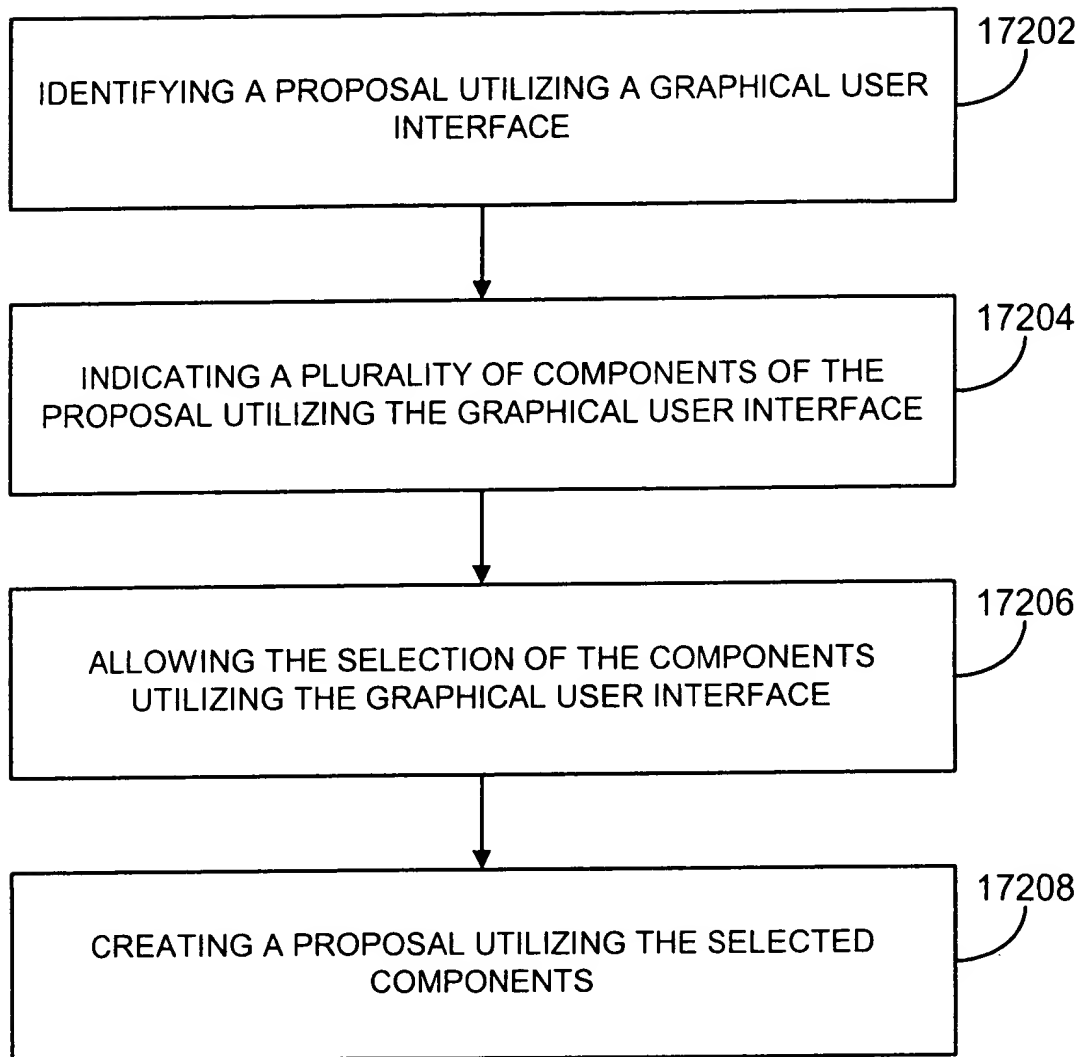 17202
IDENTIFYING A PROPOSAL UTILIZING A GRAPHICAL USER
INTERFACE
17204
INDICATING A PLURALITY OF COMPONENTS OF THE
PROPOSAL UTILIZING THE GRAPHICAL USER INTERFACE
17206
ALLOWING THE SELECTION OF THE COMPONENTS
UTILIZING THE GRAPHICAL USER INTERFACE
17208
CREATING A PROPOSAL UTILIZING THE SELECTED
COMPONENTS